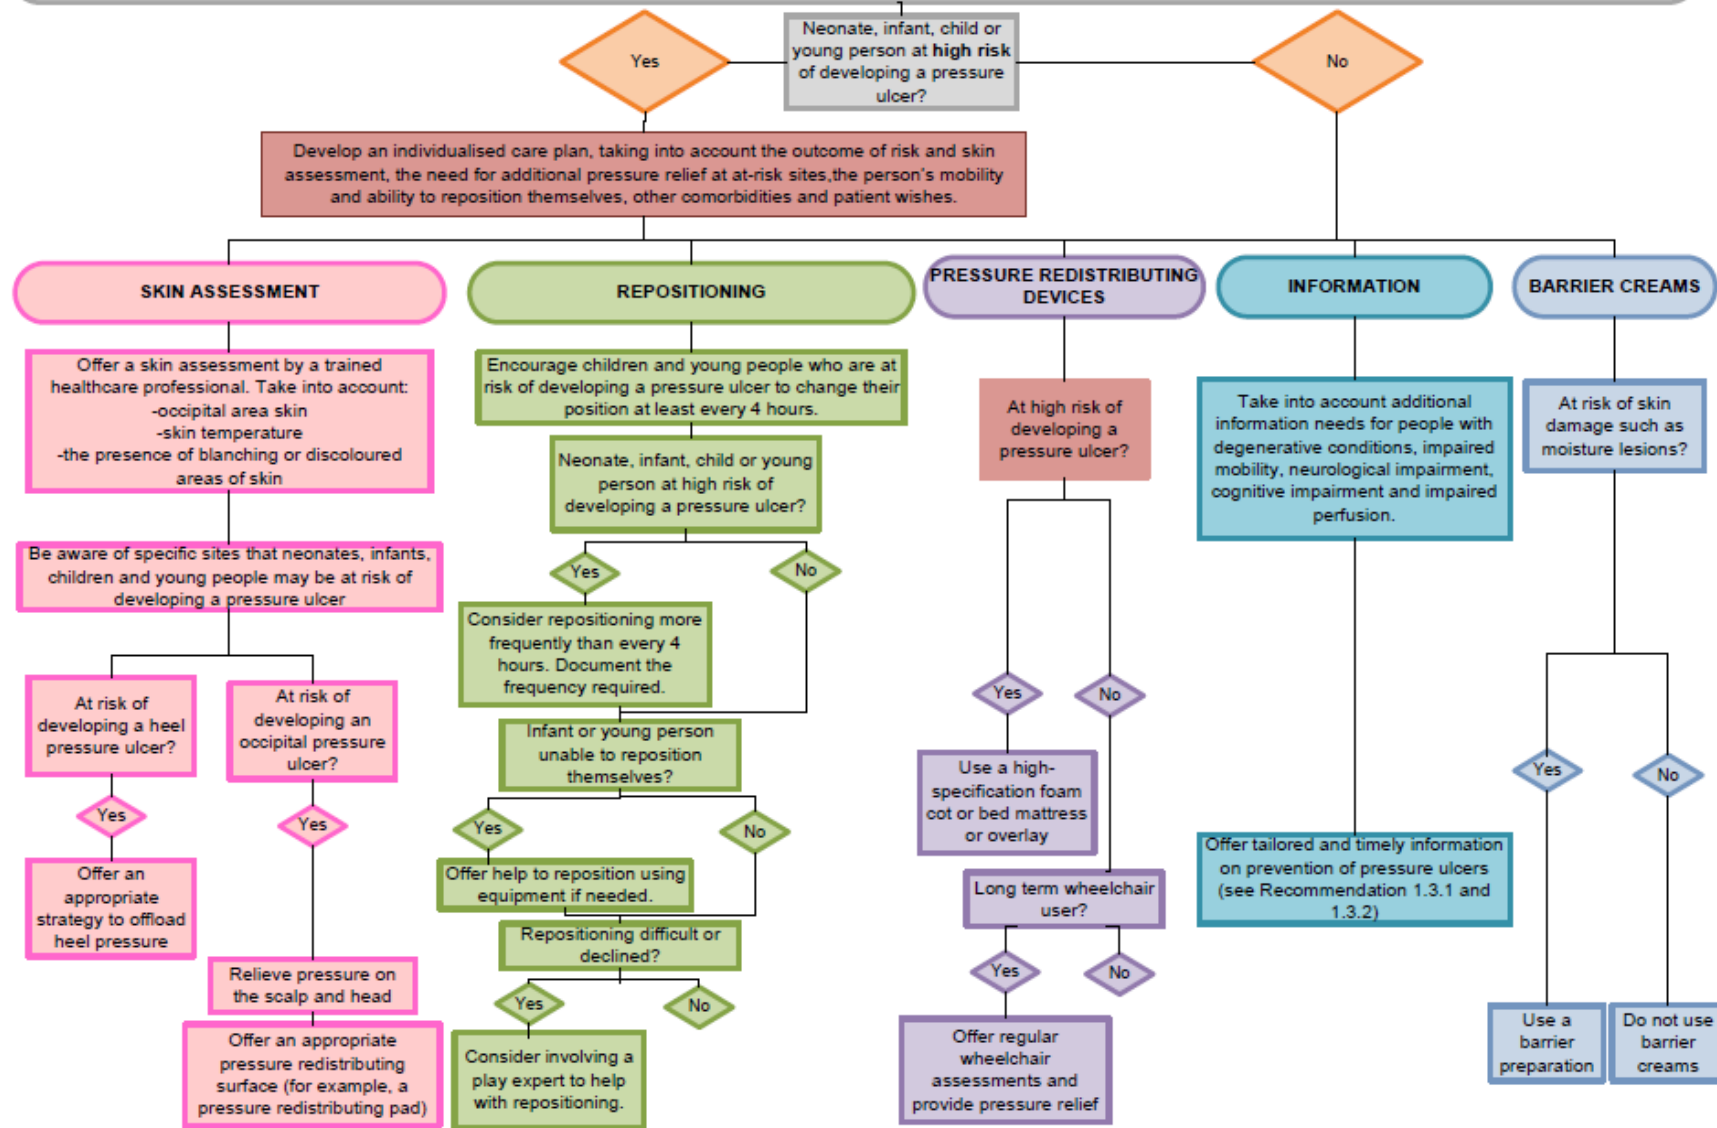 Neonate, infant, child or
young person at high risk
of developing a pressure
ulcer?
Yes
No
Develop an individualised care plan, taking into account the outcome of risk and skin
assessment, the need for additional pressure relief at at-risk sites,the person's mobility
and ability to reposition themselves, other comorbidities and patient wishes.
SKIN ASSESSMENT
Offer a skin assessment by a trained
healthcare professional. Take into account:
-occipital area skin
-skin temperature
-the presence of blanching or discoloured
areas of skin
Be aware of specific sites that neonates, infants,
children and young people may be at risk of
developing a pressure ulcer
At risk of
developing a heel
pressure ulcer?
Yes
Offer an
appropriate
strategy to offload
heel pressure
At risk of
developing an
occipital pressure
ulcer?
Yes
Relieve pressure on
the scalp and head
Offer an appropriate
pressure redistributing
surface (for example, a
pressure redistributing pad)
REPOSITIONING
Encourage children and young people who are at
risk of developing a pressure ulcer to change their
position at least every 4 hours.
Neonate, infant, child or young
person at high risk of
developing a pressure ulcer?
Yes
No
Consider repositioning more
frequently than every 4
hours. Document the
frequency required.
Infant or young person
unable to reposition
themselves?
Yes
No
Offer help to reposition using
equipment if needed.
Repositioning difficult or
declined?
Yes
No
Consider involving a
play expert to help
with repositioning.
PRESSURE REDISTRIBUTING
DEVICES
At high risk of
developing a
pressure ulcer?
Yes
No
Use a high-
specification foam
cot or bed mattress
or overlay
Long term wheelchair
user?
Yes
No
Offer regular
wheelchair
assessments and
provide pressure relief
INFORMATION
Take into account additional
information needs for people with
degenerative conditions, impaired
mobility, neurological impairment,
cognitive impairment and impaired
perfusion.
Offer tailored and timely information
on prevention of pressure ulcers
(see Recommendation 1.3.1 and
1.3.2)
BARRIER CREAMS
At risk of skin
damage such as
moisture lesions?
Yes
No
Use a
barrier
preparation
Do not use
barrier
creams